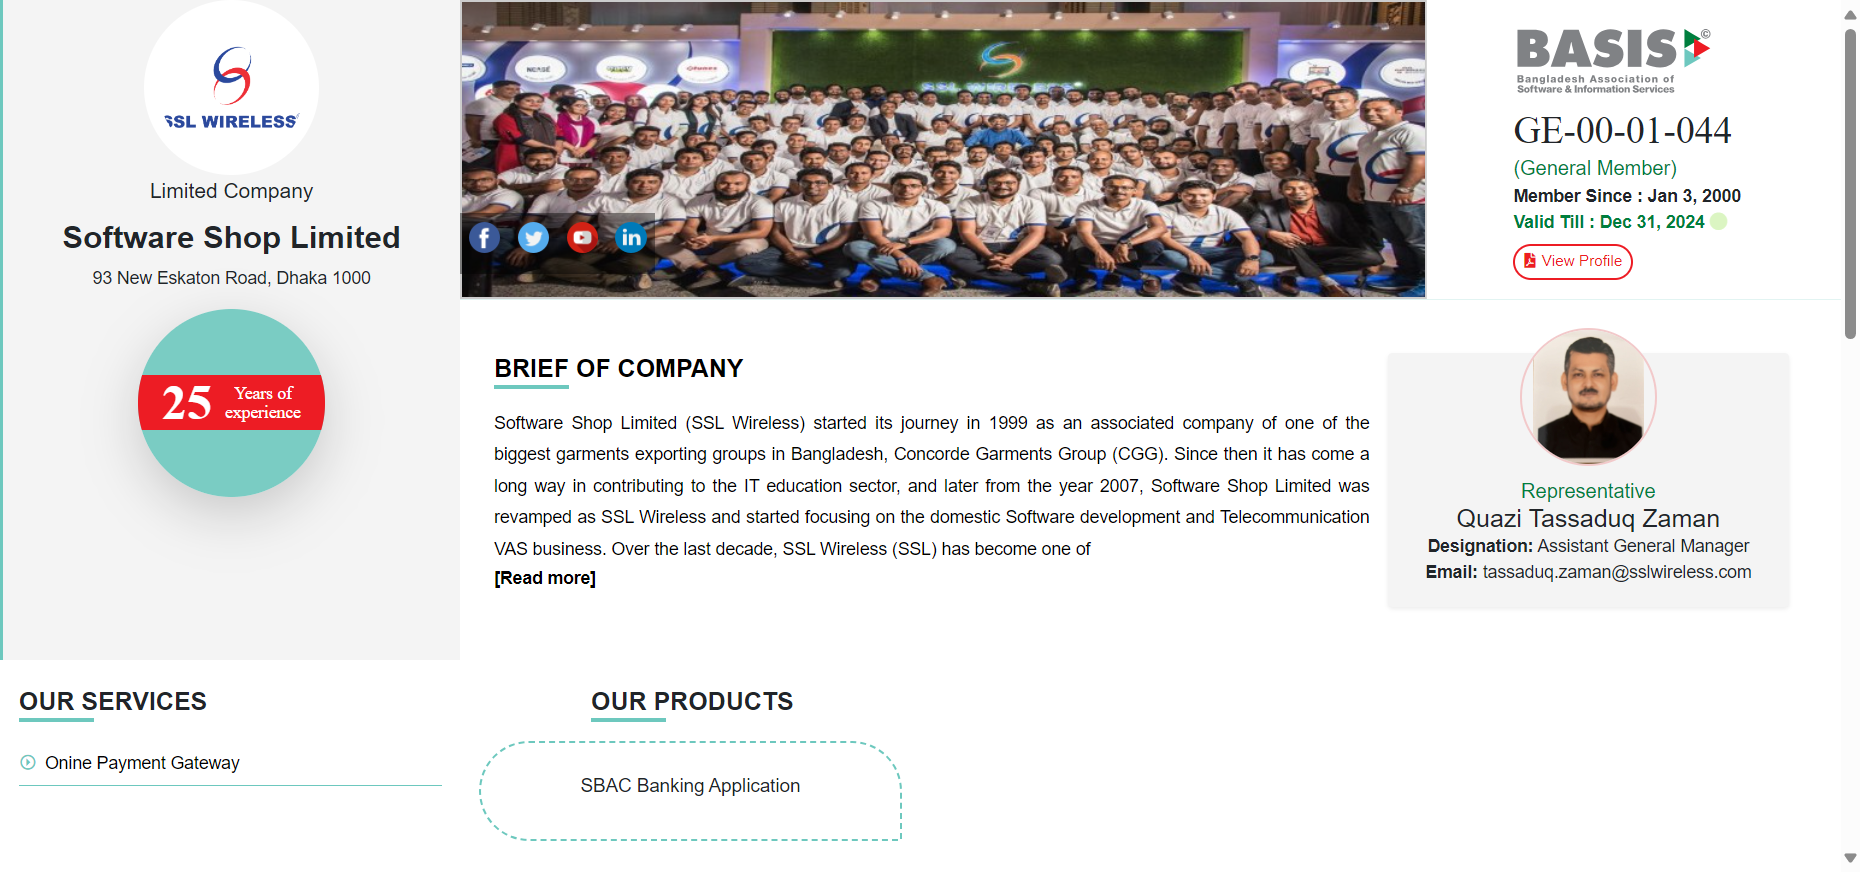 SSL WIRELESS
Limited Company
Software Shop Limited
93 New Eskaton Road, Dhaka 1000
25 Years of
experience
SSL WIRELESS
BASIS ©
Bangladesh Association of
Software & Information Services
GE-00-01-044
(General Member)
Member Since : Jan 3, 2000
Valid Till : Dec 31, 2024
View Profile
BRIEF OF COMPANY
Software Shop Limited (SSL Wireless) started its journey in 1999 as an associated company of one of the
biggest garments exporting groups in Bangladesh, Concorde Garments Group (CGG). Since then it has come a
long way in contributing to the IT education sector, and later from the year 2007, Software Shop Limited was
revamped as SSL Wireless and started focusing on the domestic Software development and Telecommunication
VAS business. Over the last decade, SSL Wireless (SSL) has become one of
[Read more]
Representative
Quazi Tassaduq Zaman
Designation: Assistant General Manager
Email: tassaduq.zaman@sslwireless.com
OUR SERVICES
Onine Payment Gateway
OUR PRODUCTS
SBAC Banking Application